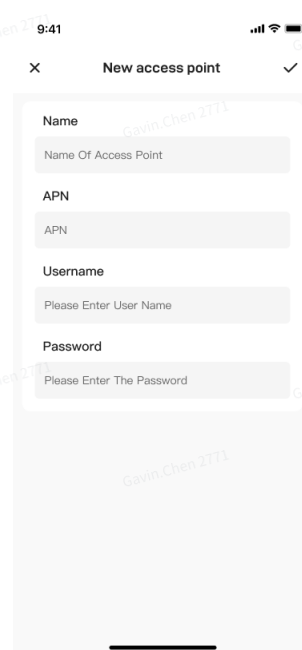 9:41
New access point
Name
Name Of Access Point
APN
APN
Username
Please Enter User Name
Password
Please Enter The Password
Gavin.Chen 2771
Gavin.Chen 2771